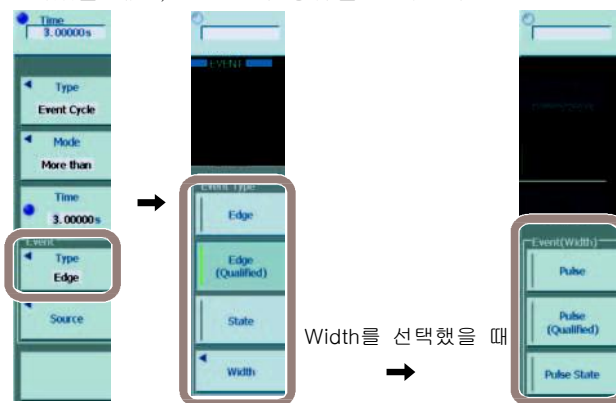 Time
3.00000s
Type
Event Cycle
Mode
More than
Time
3.00000s
Event
Type
Edge
Source
EVENT
Event Type
Edge
Edge
(Qualified)
State
Width
Width를 선택했을 때
Event(Width)
Pulse
Pulse
(Qualified)
Pulse State